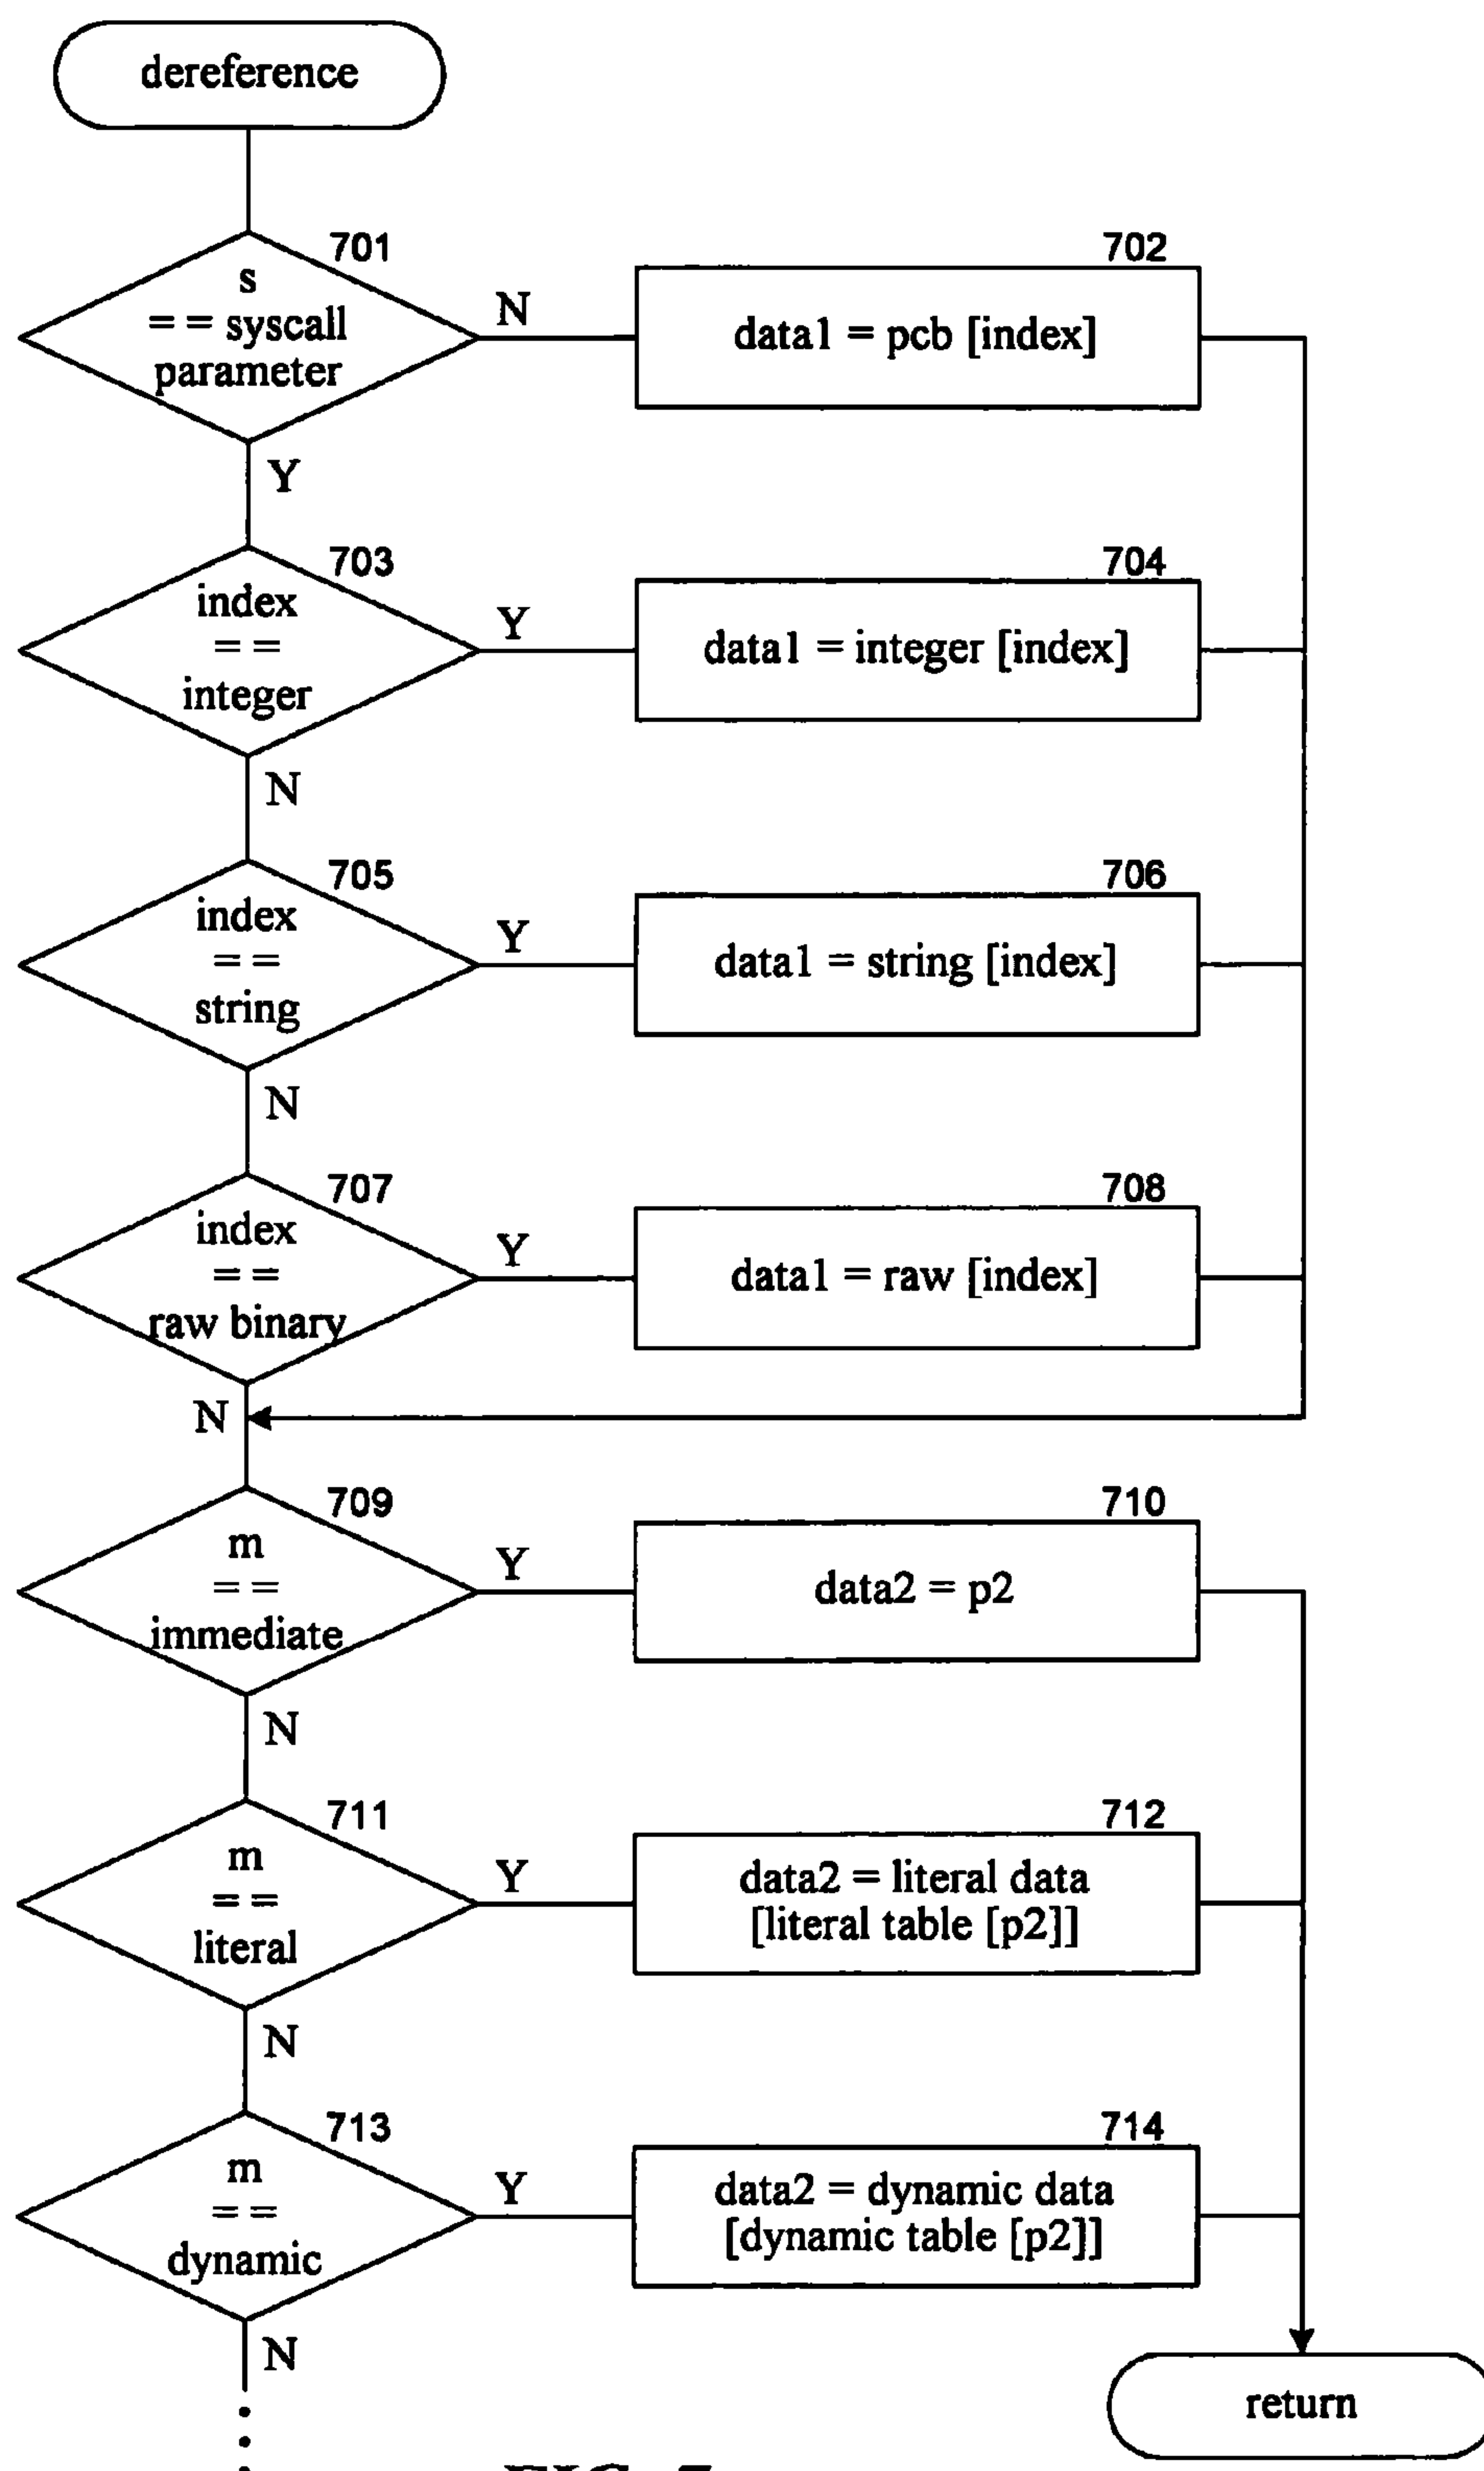 dereference
701
s
= = syscall
parameter
N
702
data1 = pcb [index]
Y
703
index
= =
integer
Y
704
data1 = integer [index]
N
705
index
= =
string
Y
706
data1 = string [index]
N
707
index
= =
raw binary
Y
708
data1 = raw [index]
N
709
m
= =
immediate
Y
710
data2 = p2
N
711
m
= =
literal
Y
712
data2 = literal data
[literal table [p2]]
N
713
m
= =
dynamic
Y
714
data2 = dynamic data
[dynamic table [p2]]
N
return